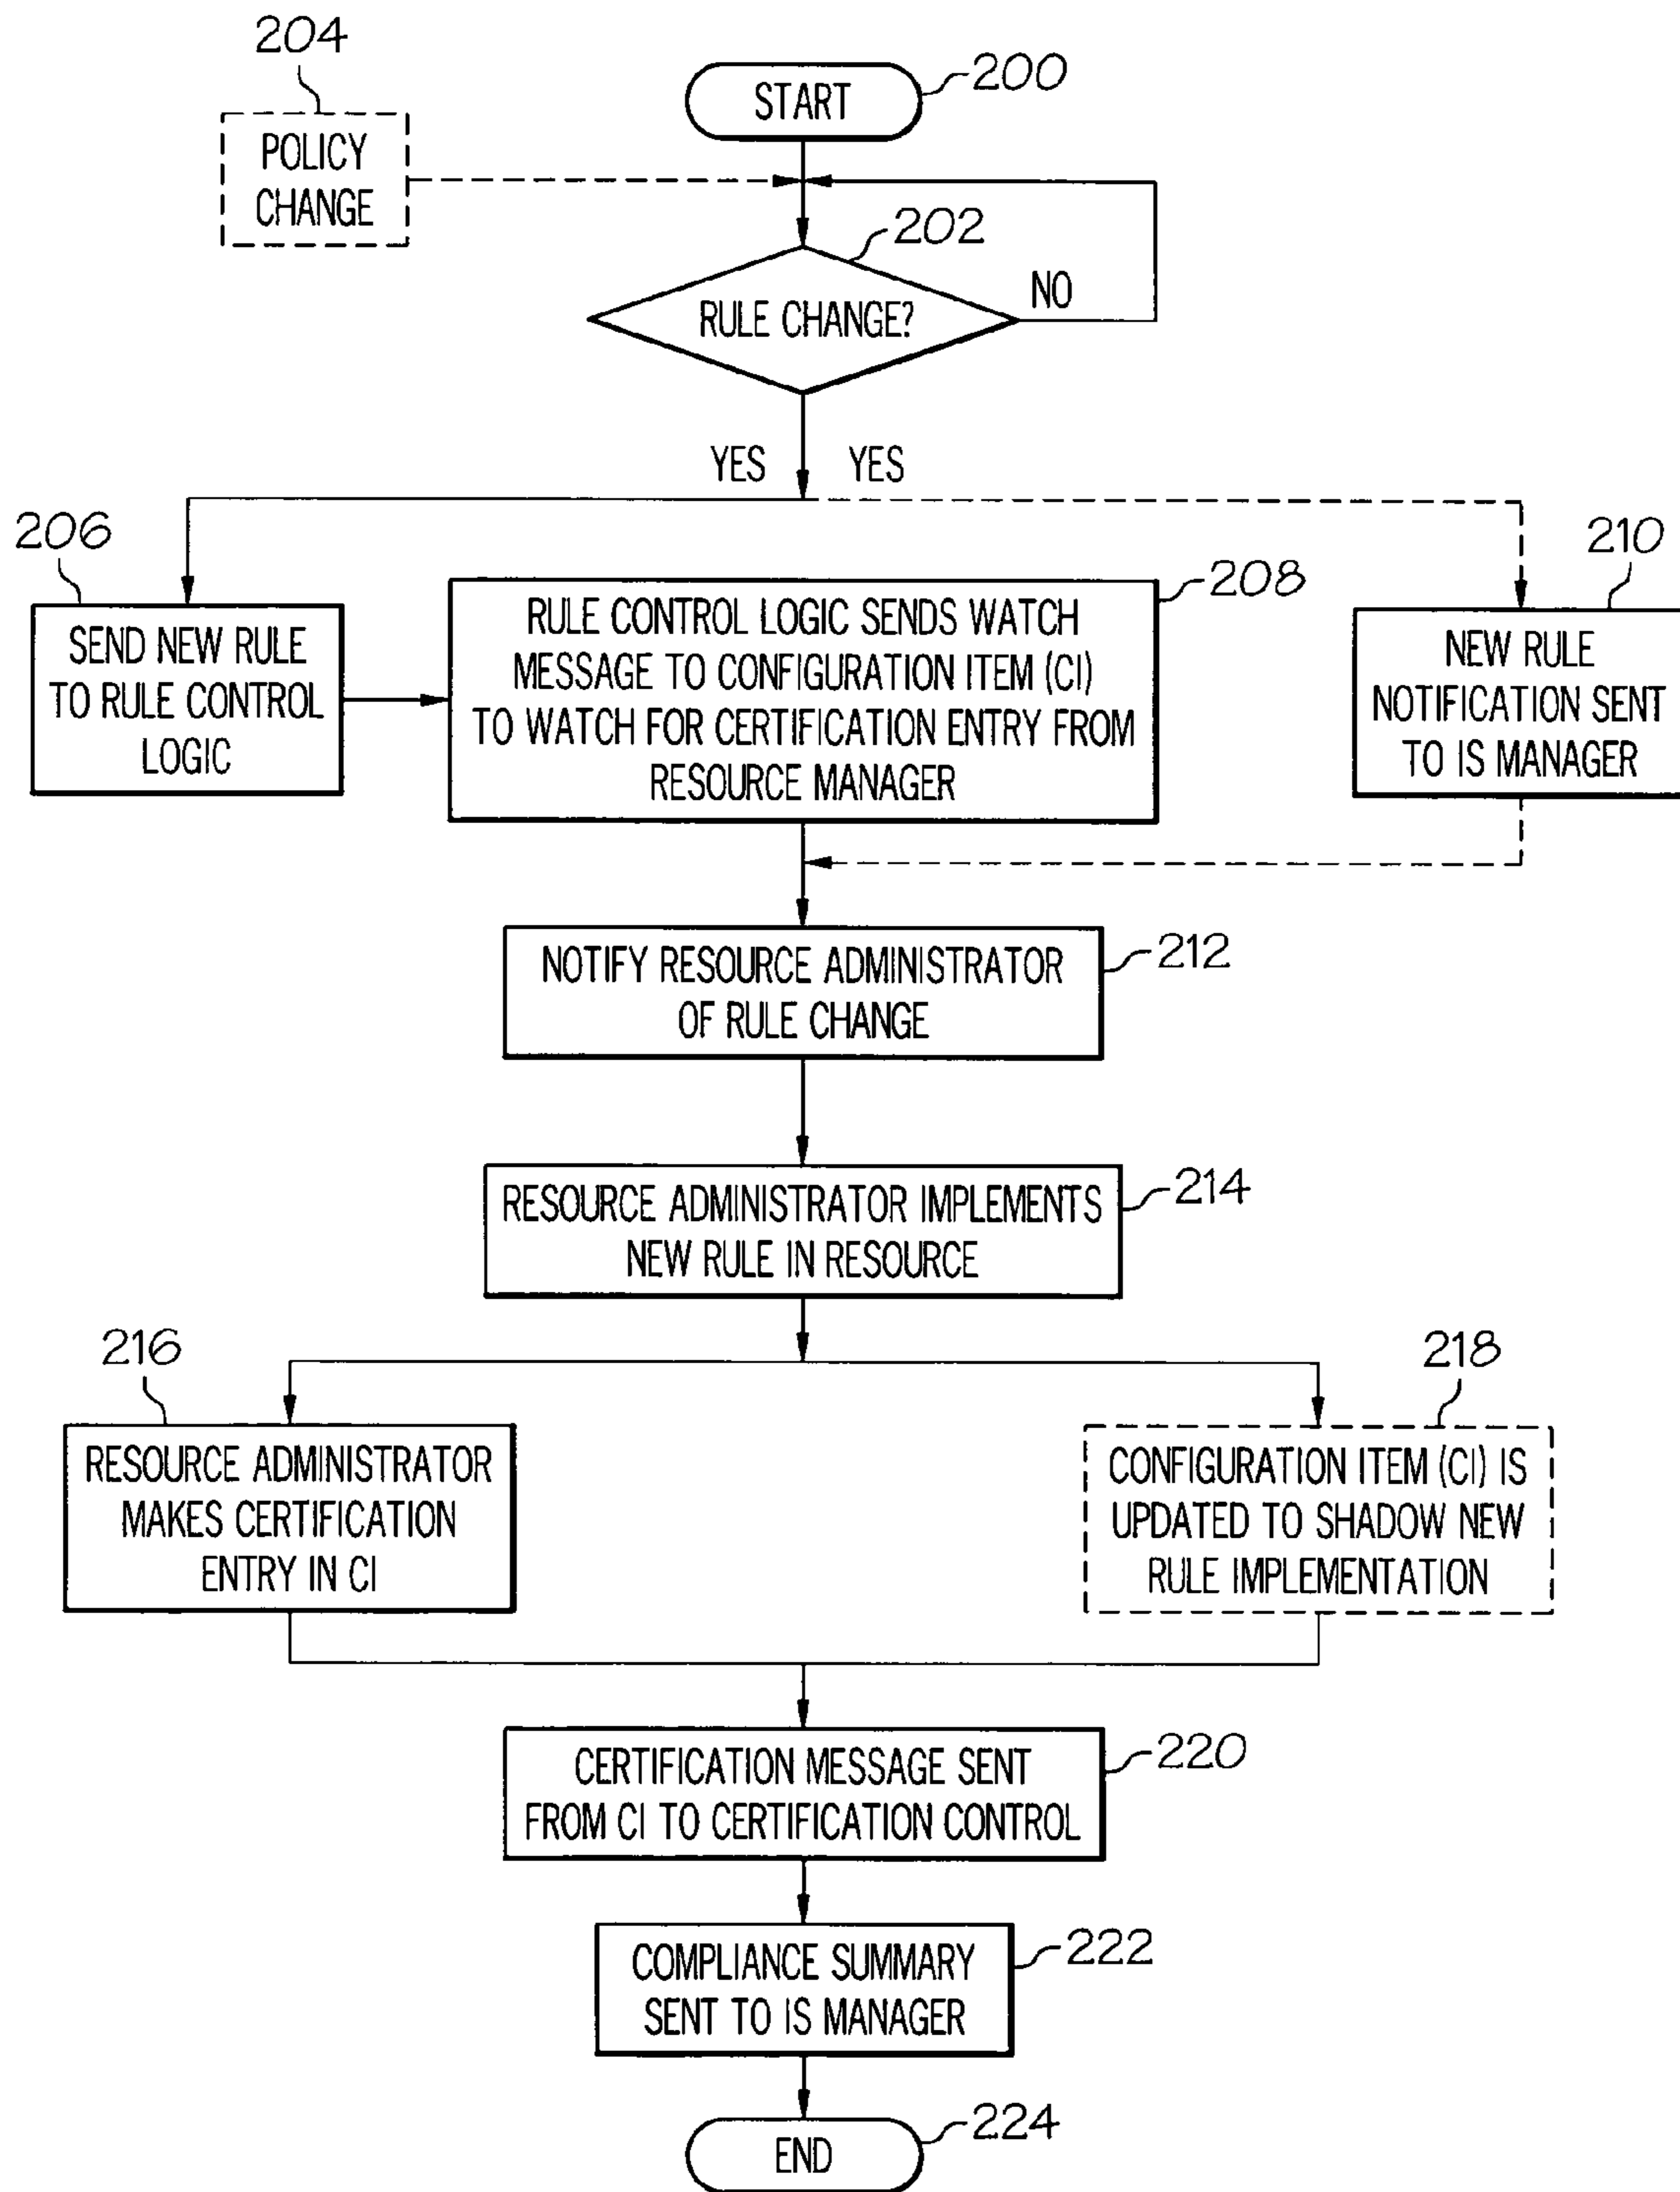 204
200
START
POLICY
CHANGE
202
RULE CHANGE?
NO
YES
YES
206
SEND NEW RULE
TO RULE CONTROL
LOGIC
208
RULE CONTROL LOGIC SENDS WATCH
MESSAGE TO CONFIGURATION ITEM (CI)
TO WATCH FOR CERTIFICATION ENTRY FROM
RESOURCE MANAGER
210
NEW RULE
NOTIFICATION SENT
TO IS MANAGER
212
NOTIFY RESOURCE ADMINISTRATOR
OF RULE CHANGE
214
RESOURCE ADMINISTRATOR IMPLEMENTS
NEW RULE IN RESOURCE
216
RESOURCE ADMINISTRATOR
MAKES CERTIFICATION
ENTRY IN CI
218
CONFIGURATION ITEM (CI) IS
UPDATED TO SHADOW NEW
RULE IMPLEMENTATION
220
CERTIFICATION MESSAGE SENT
FROM CI TO CERTIFICATION CONTROL
222
COMPLIANCE SUMMARY
SENT TO IS MANAGER
224
END